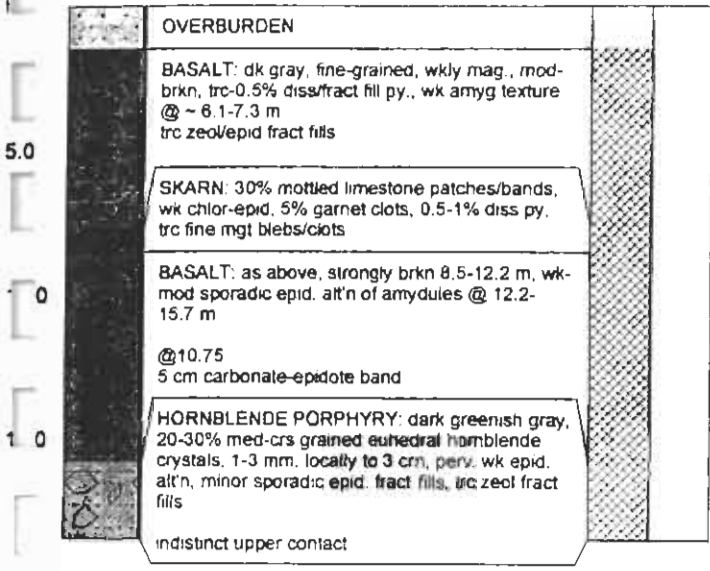 OVERBURDEN
BASALT: dk gray, fine-grained, wkly mag., mod-
brkn, trc-0.5% diss/fract fill py., wk amyg texture
@ ~ 6.1-7.3 m
trc zeol/epid fract fills
5.0
SKARN: 30% mottled limestone patches/bands,
wk chlor-epid, 5% garnet clots, 0.5-1% diss py,
trc fine mgt blebs/clots
BASALT: as above, strongly brkn 8.5-12.2 m, wk-
mod sporadic epid. alt'n of amydules @ 12.2-
15.7 m
0
@10.75
5 cm carbonate-epidote band
HORNBLENDE PORPHYRY: dark greenish gray,
20-30% med-crs grained euhedral hornblende
crystals, 1-3 mm, locally to 3 cm, perv. wk epid.
alt'n, minor sporadic epid. fract fills, trc zeol fract
fills
1 0
indistinct upper contact